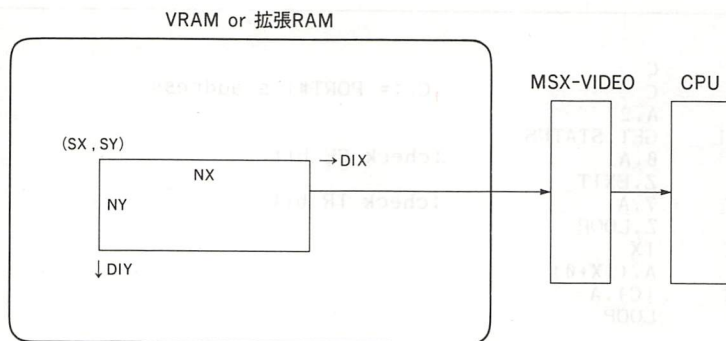 VRAM or 拡張RAM
MSX-VIDEO
CPU
(SX, SY)
NX
→DIX
NY
↓DIY